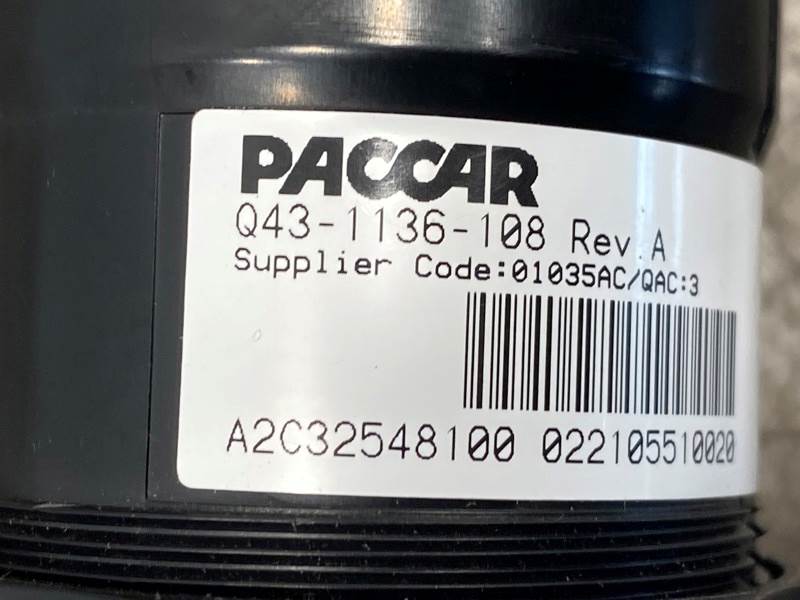 PACCAR
Q43-1136-108 Rev.A
Supplier Code:01035AC/QAC:3
A2C32548100 022105510020